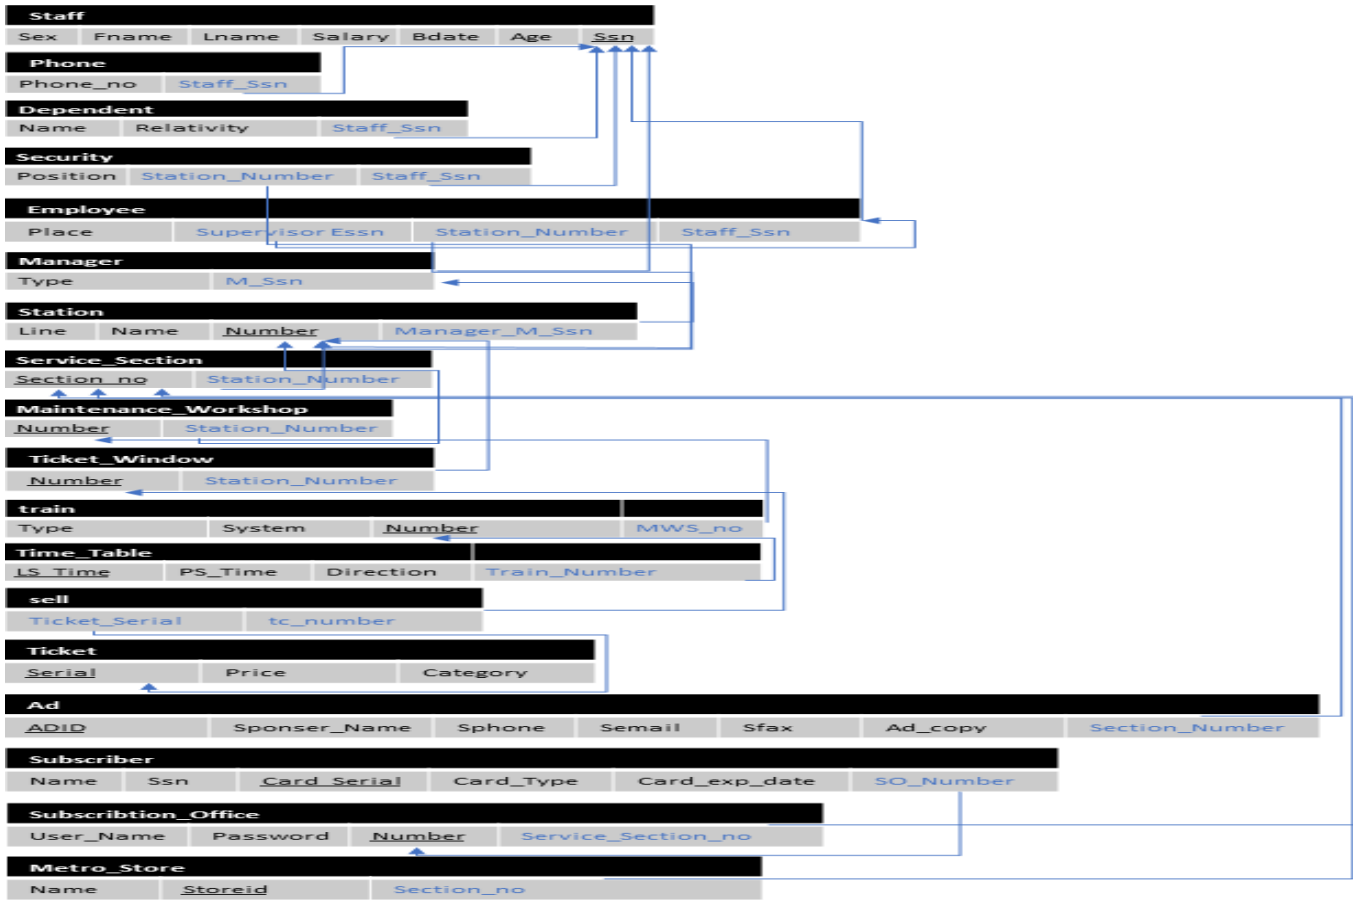 Staff
Sex Fname Lname Salary Bdate Age Ssn
Phone
Phone_no Staff_Ssn
Dependent
Name Relativity Staff_Ssn
Security
Position Station_Number Staff_Ssn
Employee
Place Supervisor Essn Station_Number Staff_Ssn
Manager
Type M_Ssn
Station
Line Name Number Manager_M_Ssn
Service_Section
Section_no Station_Number
Maintenance_Workshop
Number Station_Number
Ticket_Window
Number Station_Number
train
Type System Number MWS_no
Time_Table
LS_Time PS_Time Direction Train_Number
sell
Ticket_Serial tc_number
Ticket
Serial Price Category
Ad
ADID Sponser_Name Sphone Semail Sfax Ad_copy Section_Number
Subscriber
Name Ssn Card_Serial Card_Type Card_exp_date SO_Number
Subscribtion_Office
User_Name Password Number Service_Section_no
Metro_Store
Name Storeid Section_no